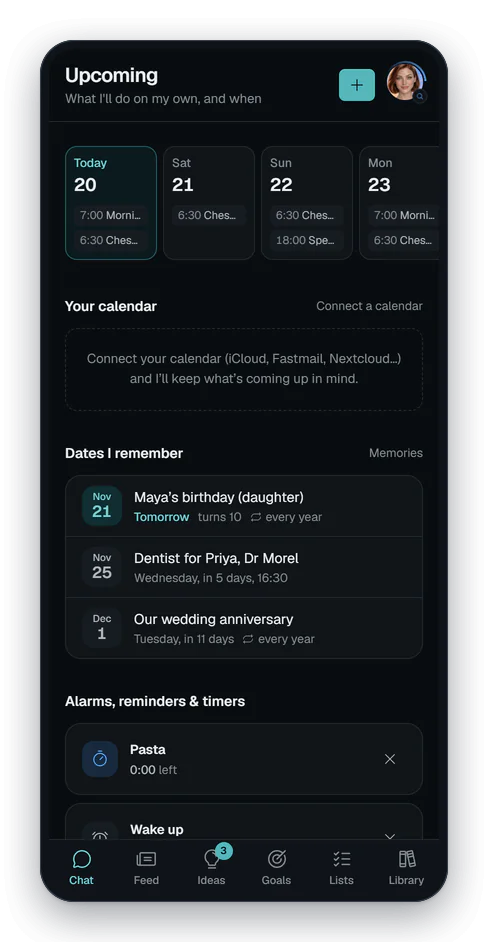 Upcoming
What I'll do on my own, and when
Today
20
7:00 Morni...
6:30 Ches...
Sat
21
6:30 Ches...
Sun
22
6:30 Ches...
18:00 Spe...
Mon
23
7:00 Morni...
6:30 Ches...
Your calendar
Connect a calendar
Connect your calendar (iCloud, Fastmail, Nextcloud…)
and I'll keep what's coming up in mind.
Dates I remember
Memories
Nov
21
Maya's birthday (daughter)
Tomorrow turns 10 every year
Nov
25
Dentist for Priya, Dr Morel
Wednesday, in 5 days, 16:30
Dec
1
Our wedding anniversary
Tuesday, in 11 days every year
Alarms, reminders & timers
Pasta
0:00 left
Wake up
3
Chat
Feed
Ideas
Goals
Lists
Library